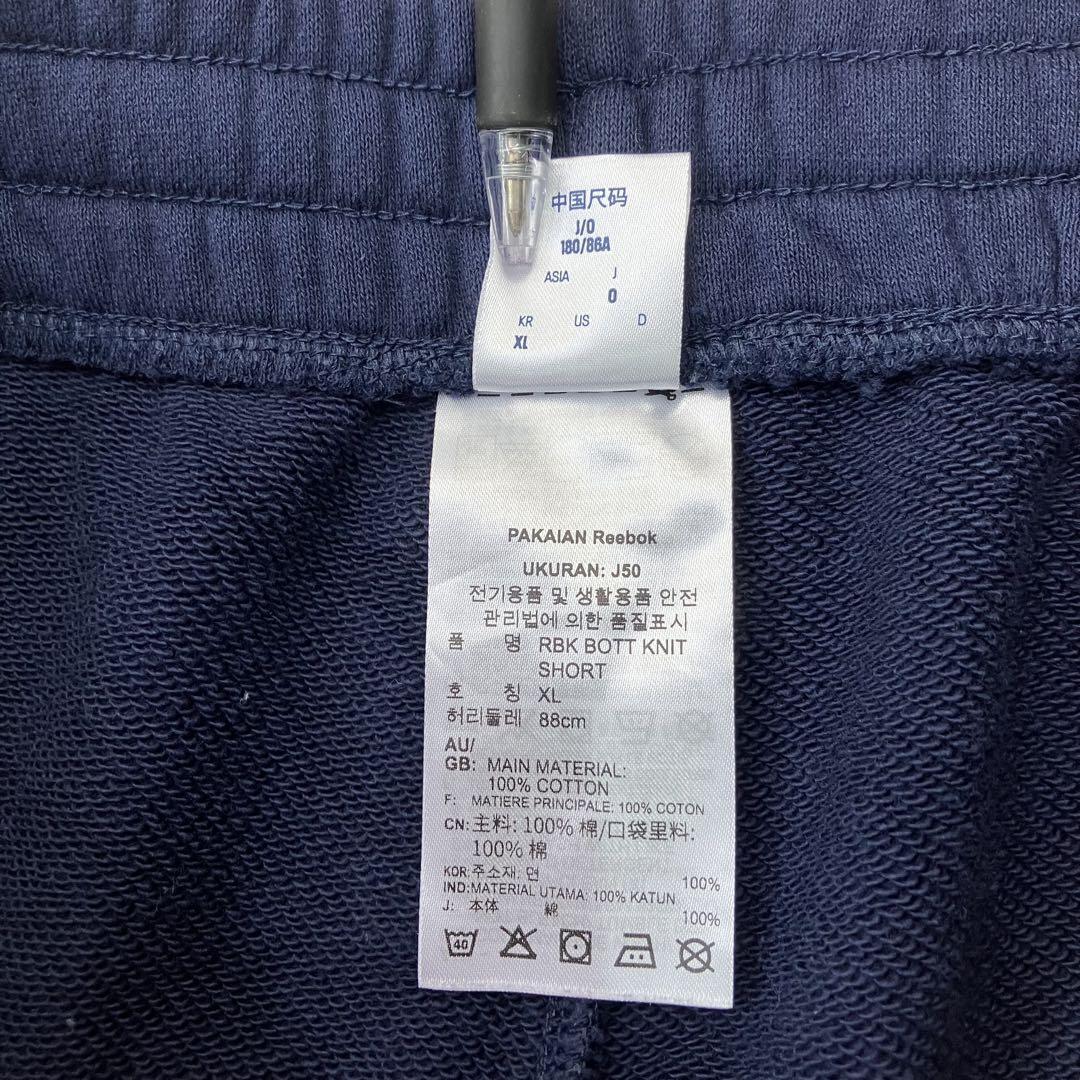 中国尺码
J/O
180/86A
ASIA J
O
KR US D
XL
PAKAIAN Reebok
UKURAN: J50
전기용품 및 생활용품 안전
관리법에 의한 품질표시
품 명 RBK BOTT KNIT
SHORT
호 칭 XL
허리둘레 88cm
AU/
GB: MAIN MATERIAL:
100% COTTON
F: MATIERE PRINCIPALE: 100% COTON
CN: 主料: 100% 棉/口袋里料:
100% 棉
KOR: 주소재: 면 100%
IND: MATERIAL UTAMA: 100% KATUN
J: 本体 綿 100%
40